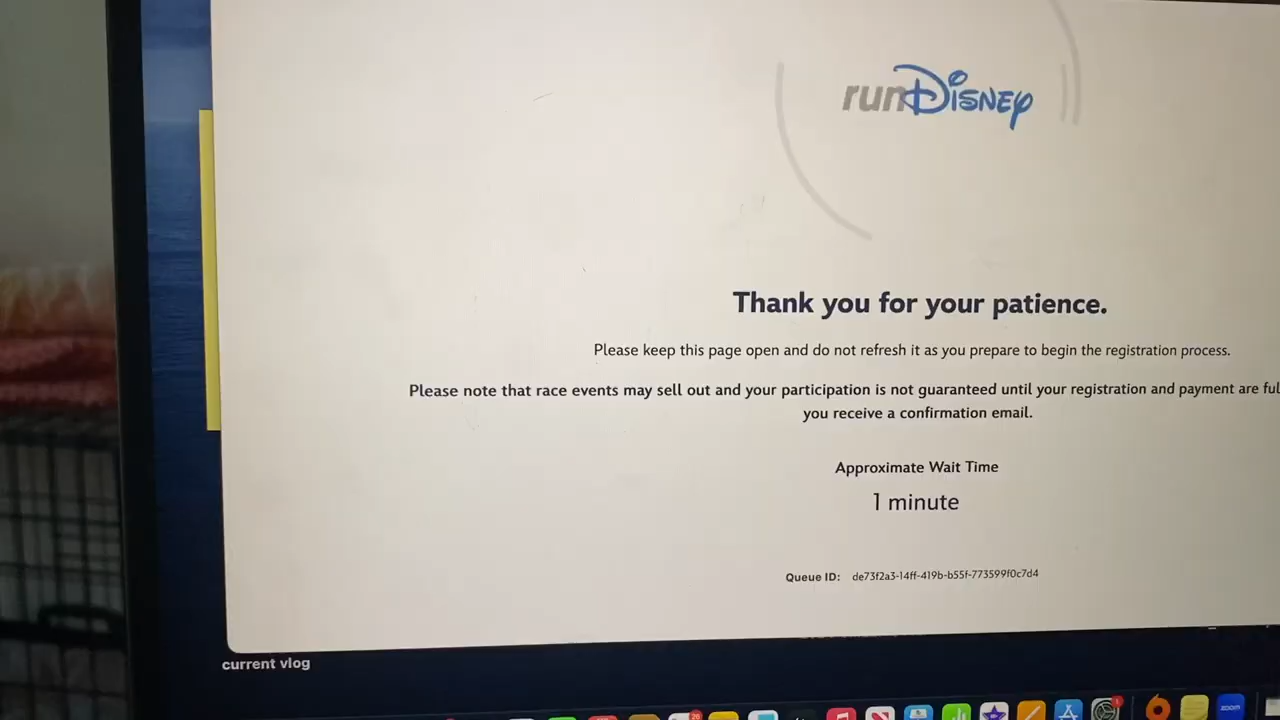 runDisney
Thank you for your patience.
Please keep this page open and do not refresh it as you prepare to begin the registration process.
Please note that race events may sell out and your participation is not guaranteed until your registration and payment are
you receive a confirmation email.
Approximate Wait Time
1 minute
Queue ID: de73f2a3-14ff-419b-b55f-773599f0c7d4
current vlog
zoom